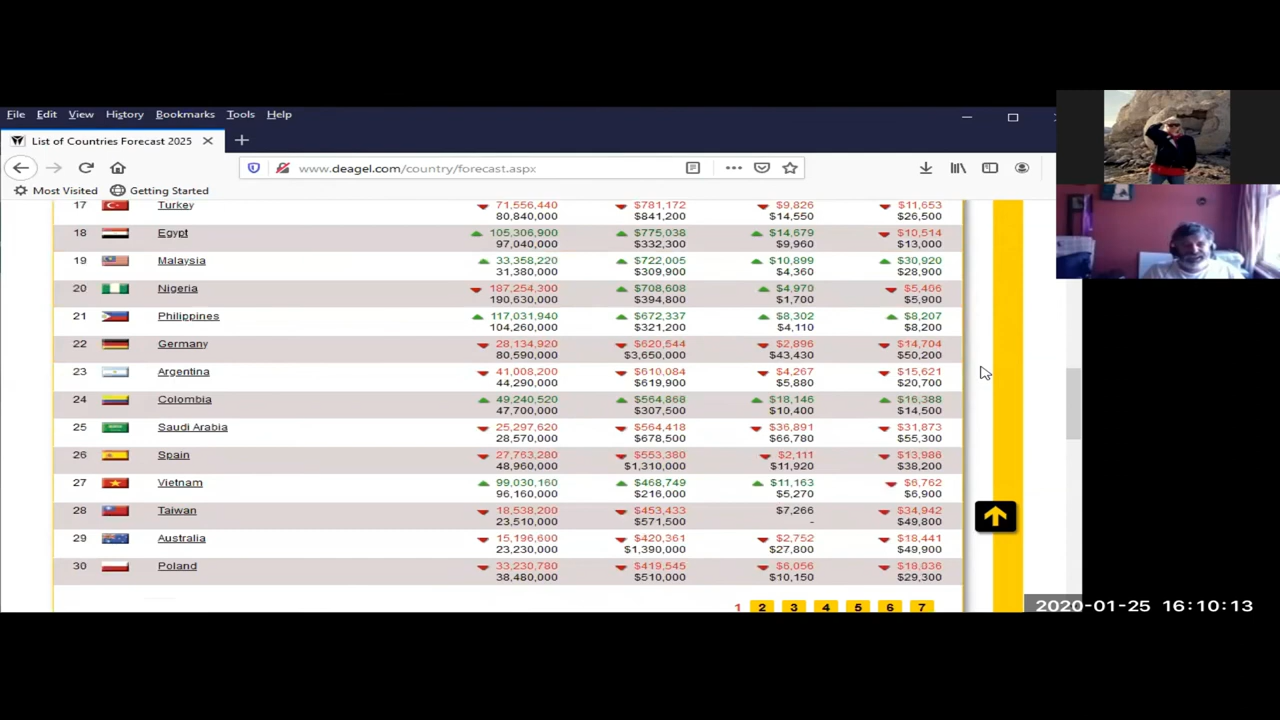 File Edit View History Bookmarks Tools Help
List of Countries Forecast 2025
www.deagel.com/country/forecast.aspx
Most Visited Getting Started
17 Turkey 71,556,440 $781,172 $9,826 $11,653
80,840,000 $841,200 $14,550 $26,500
18 Egypt 105,306,900 $775,038 $14,679 $10,514
97,040,000 $332,300 $9,960 $13,000
19 Malaysia 33,358,220 $722,005 $10,899 $30,920
31,380,000 $309,900 $4,360 $28,900
20 Nigeria 187,254,300 $708,608 $4,970 $5,406
190,630,000 $394,800 $1,700 $5,900
21 Philippines 117,031,940 $672,337 $8,302 $8,207
104,260,000 $321,200 $4,110 $8,200
22 Germany 28,134,920 $620,544 $2,896 $14,704
80,590,000 $3,650,000 $43,430 $50,200
23 Argentina 41,008,200 $610,084 $4,267 $15,621
44,290,000 $619,900 $5,880 $20,700
24 Colombia 49,240,520 $564,868 $18,146 $16,388
47,700,000 $307,500 $10,400 $14,500
25 Saudi Arabia 25,297,620 $564,418 $36,891 $31,873
28,570,000 $678,500 $66,780 $55,300
26 Spain 27,763,280 $553,380 $2,111 $13,986
48,960,000 $1,310,000 $11,920 $38,200
27 Vietnam 99,030,160 $468,749 $11,163 $6,762
96,160,000 $216,000 $5,270 $6,900
28 Taiwan 18,538,200 $453,433 $7,266 $34,942
23,510,000 $571,500 - $49,800
29 Australia 15,196,600 $420,361 $2,752 $18,441
23,230,000 $1,390,000 $27,800 $49,900
30 Poland 33,230,780 $419,545 $6,056 $18,036
38,480,000 $510,000 $10,150 $29,300
1 2 3 4 5 6 7
2020-01-25 16:10:13